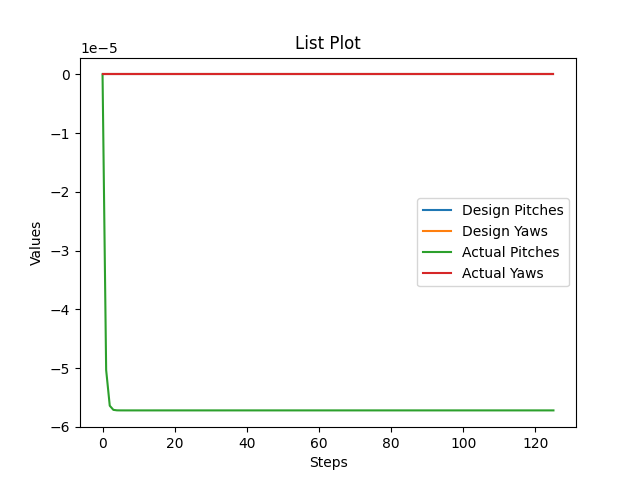 List Plot
1e−5
0
−1
−2
−3
−4
−5
−6
Values
Design Pitches
Design Yaws
Actual Pitches
Actual Yaws
0 20 40 60 80 100 120
Steps